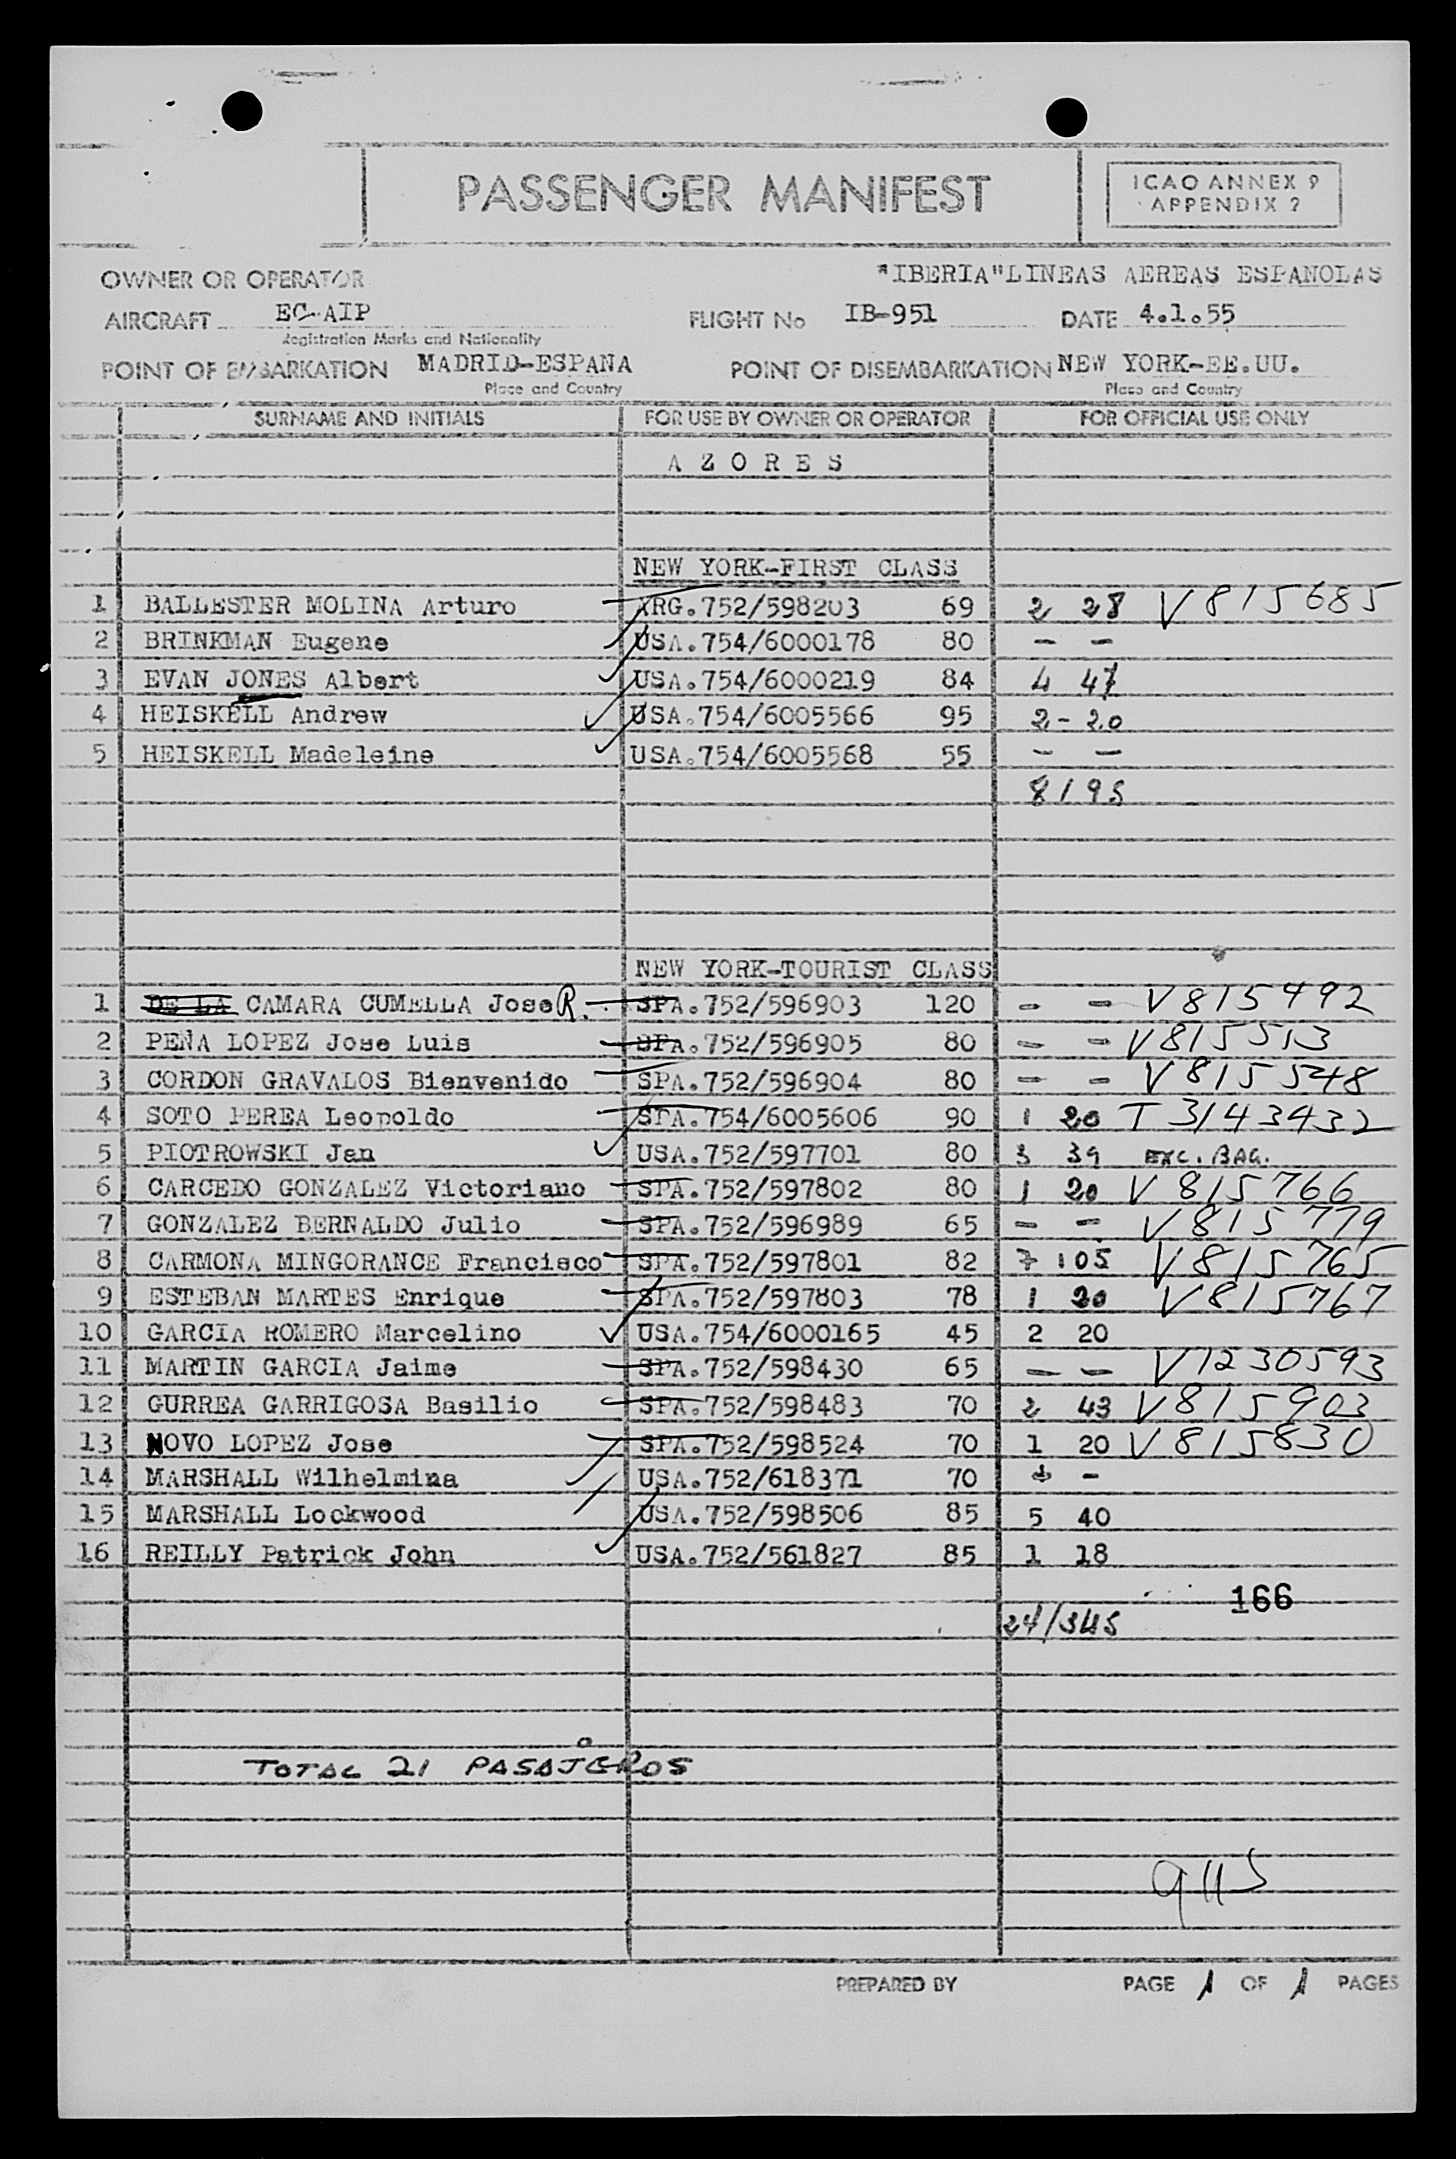 PASSENGER MANIFEST
ICAO ANNEX 9
APPENDIX 2
OWNER OR OPERATOR "IBERIA"LINEAS AEREAS ESPANOLAS
AIRCRAFT EC-AIP FLIGHT No IB-951 DATE 4.1.55
Registration Marks and Nationality
POINT OF EMBARKATION MADRID-ESPANA POINT OF DISEMBARKATION NEW YORK-EE.UU.
Place and Country Place and Country
SURNAME AND INITIALS FOR USE BY OWNER OR OPERATOR FOR OFFICIAL USE ONLY
A Z O R E S
NEW YORK-FIRST CLASS
1 BALLESTER MOLINA Arturo ARG.752/598203 69 2 28 V815685
2 BRINKMAN Eugene USA.754/6000178 80 - -
3 EVAN JONES Albert USA.754/6000219 84 4 47
4 HEISKELL Andrew USA.754/6005566 95 2-20
5 HEISKELL Madeleine USA.754/6005568 55 - -
8/95
NEW YORK-TOURIST CLASS
1 DE LA CAMARA CUMELLA Jose R. SPA.752/596903 120 - - V815492
2 PEÑA LOPEZ Jose Luis SPA.752/596905 80 - - V815513
3 CORDON GRAVALOS Bienvenido SPA.752/596904 80 - - V815548
4 SOTO PEREA Leopoldo SPA.754/6005606 90 1 20 T3143432
5 PIOTROWSKI Jan USA.752/597701 80 3 39 EXC. BAG.
6 CARCEDO GONZALEZ Victoriano SPA.752/597802 80 1 20 V815766
7 GONZALEZ BERNALDO Julio SPA.752/596989 65 - - V815779
8 CARMONA MINGORANCE Francisco SPA.752/597801 82 7 105 V815765
9 ESTEBAN MARTES Enrique SPA.752/597803 78 1 20 V815767
10 GARCIA ROMERO Marcelino USA.754/6000165 45 2 20
11 MARTIN GARCIA Jaime SPA.752/598430 65 - - V1230593
12 GURREA GARRIGOSA Basilio SPA.752/598483 70 2 43 V815903
13 NOVO LOPEZ Jose SPA.752/598524 70 1 20 V815830
14 MARSHALL Wilhelmina USA.752/618371 70 -
15 MARSHALL Lockwood USA.752/598506 85 5 40
16 REILLY Patrick John USA.752/561827 85 1 18
166
24/345
TOTAL 21 PASAJEROS
PREPARED BY PAGE 1 OF 1 PAGES